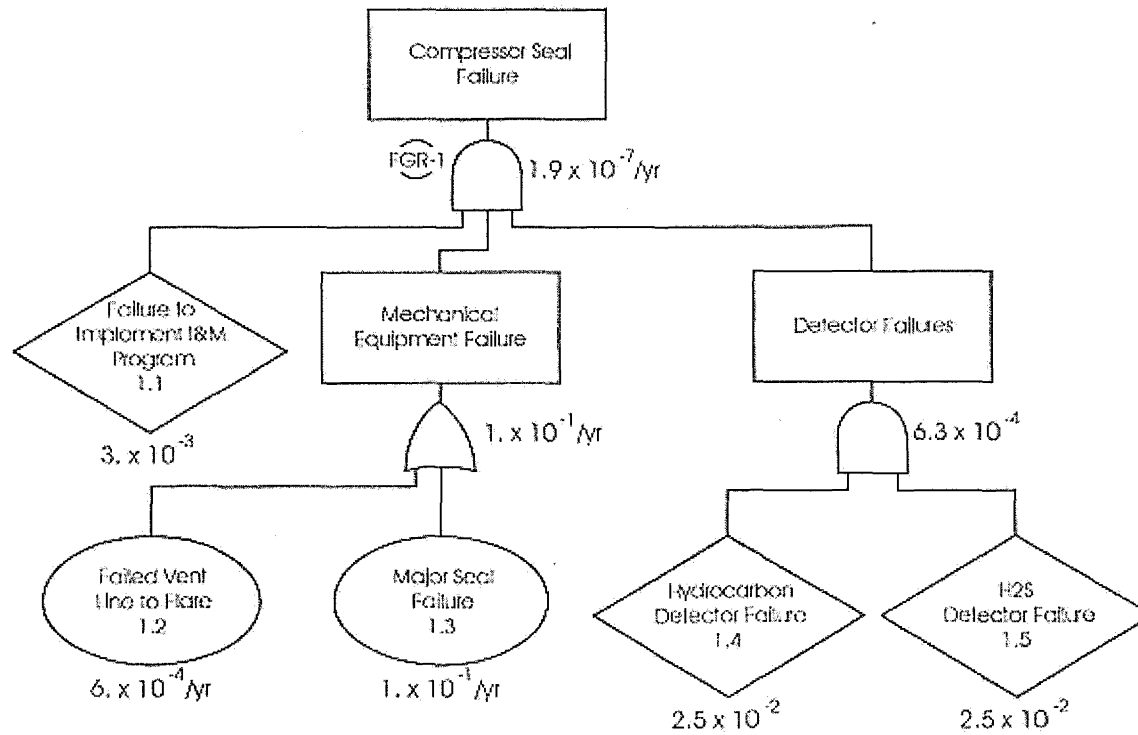 Compressor Seal
Failure
FGR-1
1.9 x 10⁻⁷/yr
Failure to
Implement I&M
Program
1.1
3. x 10⁻³
Mechanical
Equipment Failure
1. x 10⁻¹/yr
Detector Failures
6.3 x 10⁻⁴
Failed Vent
Line to Flare
1.2
6. x 10⁻⁴/yr
Major Seal
Failure
1.3
1. x 10⁻¹/yr
Hydrocarbon
Detector Failure
1.4
2.5 x 10⁻²
H2S
Detector Failure
1.5
2.5 x 10⁻²